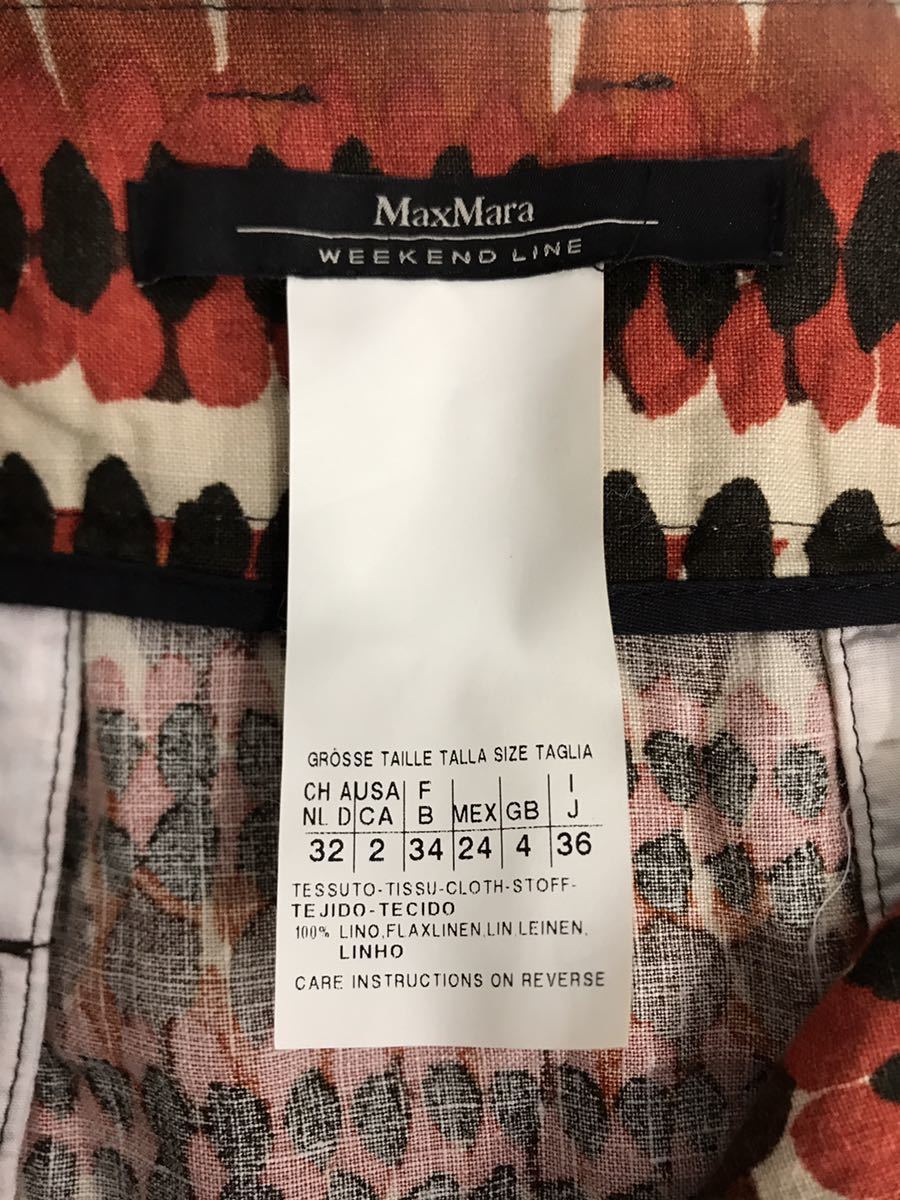 MaxMara
WEEKEND LINE
GRÖSSE TAILLE TALLA SIZE TAGLIA
CH A USA F I
NL D CA B MEX GB J
32 2 34 24 4 36
TESSUTO-TISSU-CLOTH-STOFF-
TEJIDO-TECIDO
100% LINO,FLAXLINEN,LIN LEINEN,
LINHO
CARE INSTRUCTIONS ON REVERSE